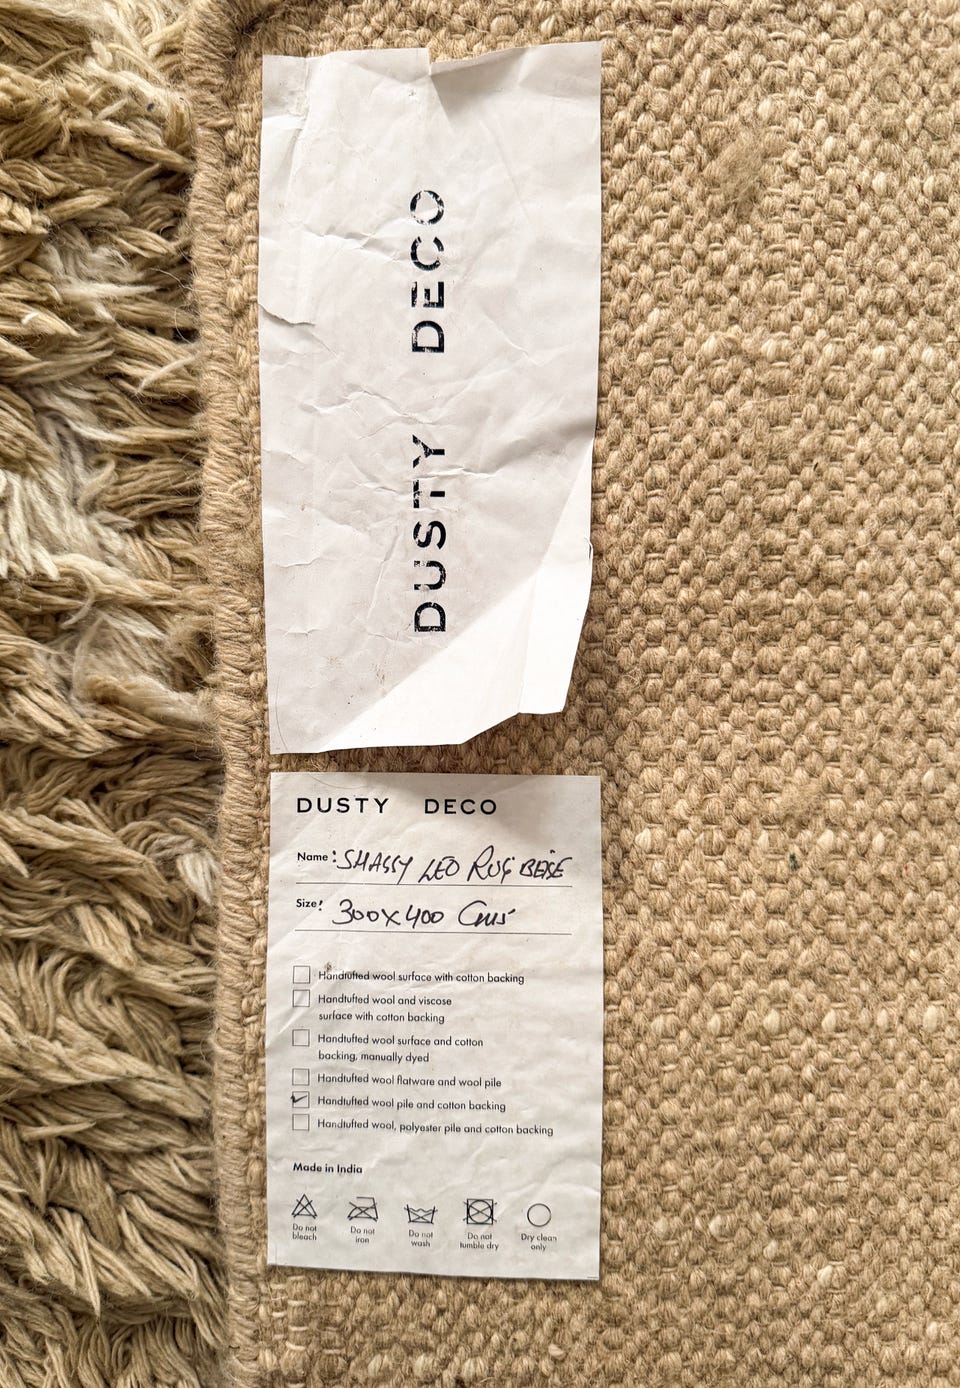 DUSTY DECO
DUSTY DECO
Name: SHAGGY LEO RUG BEIGE
Size: 300X400 Cms
Handtufted wool surface with cotton backing
Handtufted wool and viscose
surface with cotton backing
Handtufted wool surface and cotton
backing, manually dyed
Handtufted wool flatware and wool pile
Handtufted wool pile and cotton backing
Handtufted wool, polyester pile and cotton backing
Made in India
Do not bleach
Do not iron
Do not wash
Do not tumble dry
Dry clean only